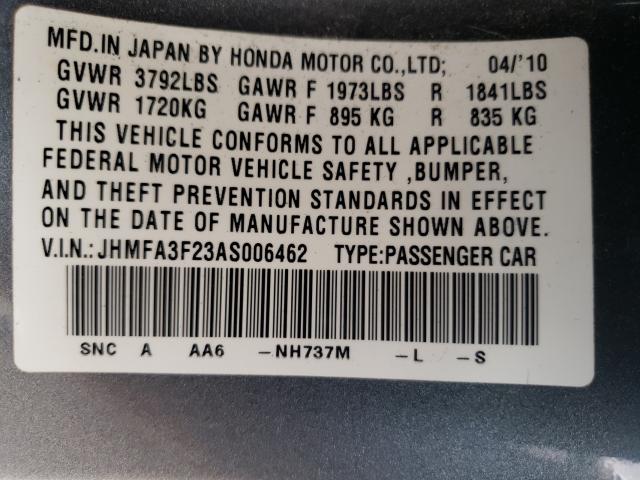 MFD.IN JAPAN BY HONDA MOTOR CO.,LTD; 04/'10
GVWR 3792LBS GAWR F 1973LBS R 1841LBS
GVWR 1720KG GAWR F 895 KG R 835 KG
THIS VEHICLE CONFORMS TO ALL APPLICABLE
FEDERAL MOTOR VEHICLE SAFETY ,BUMPER,
AND THEFT PREVENTION STANDARDS IN EFFECT
ON THE DATE OF MANUFACTURE SHOWN ABOVE.
V.I.N.:JHMFA3F23AS006462 TYPE:PASSENGER CAR
SNC A AA6 -NH737M -L -S